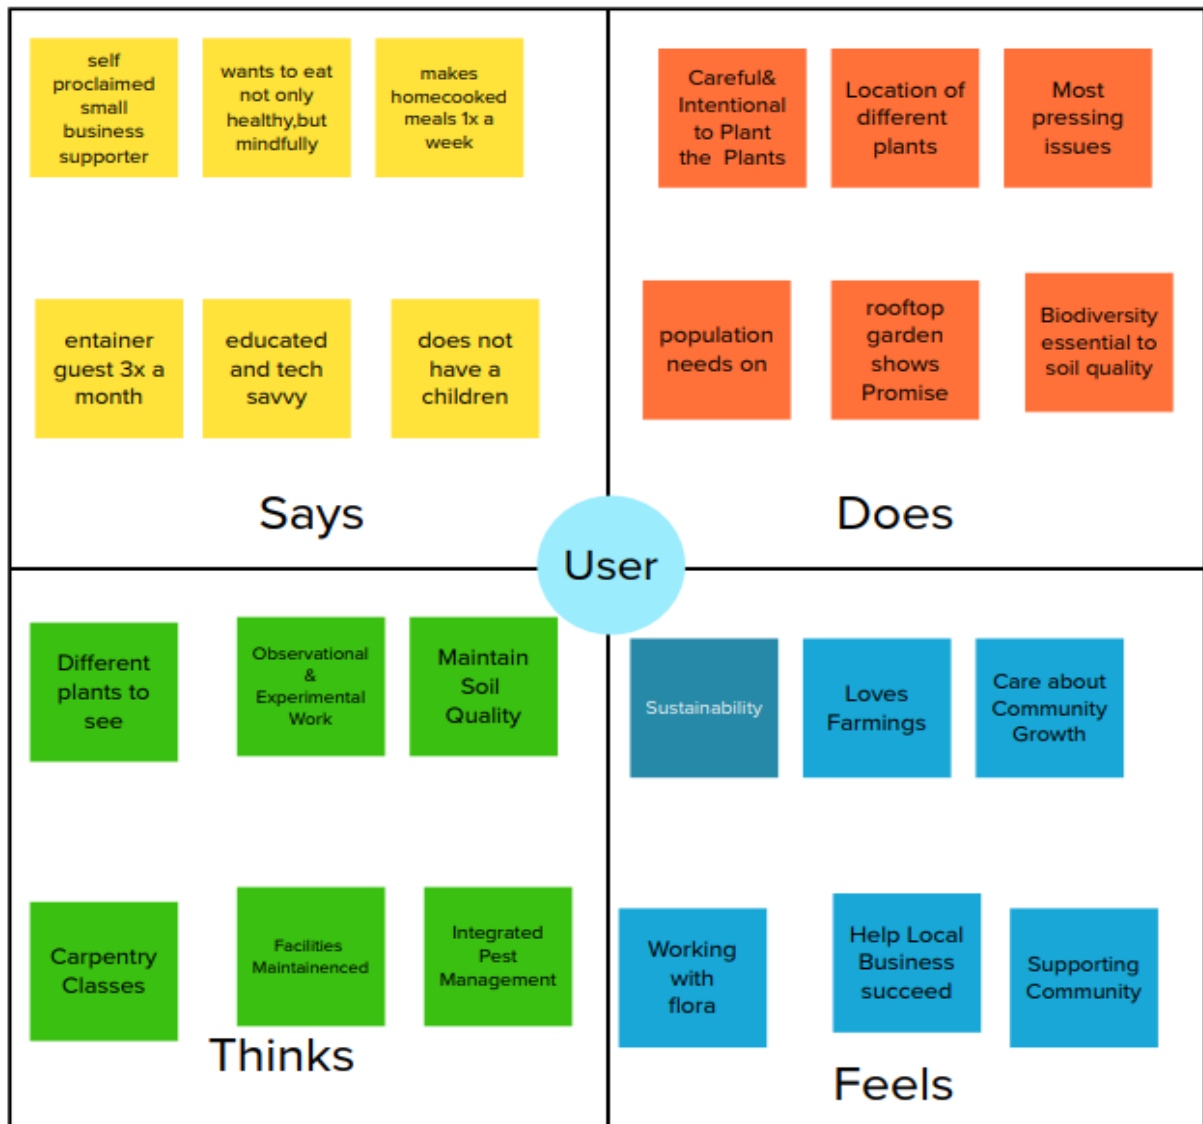 self
proclaimed
small
business
supporter
wants to eat
not only
healthy,but
mindfully
makes
homecooked
meals 1x a
week
entainer
guest 3x a
month
educated
and tech
savvy
does not
have a
children
Says
Careful&
Intentional
to Plant
the Plants
Location of
different
plants
Most
pressing
issues
population
needs on
rooftop
garden
shows
Promise
Biodiversity
essential to
soil quality
Does
User
Different
plants to
see
Observational
&
Experimental
Work
Maintain
Soil
Quality
Carpentry
Classes
Facilities
Maintainenced
Integrated
Pest
Management
Thinks
Sustainability
Loves
Farmings
Care about
Community
Growth
Working
with
flora
Help Local
Business
succeed
Supporting
Community
Feels